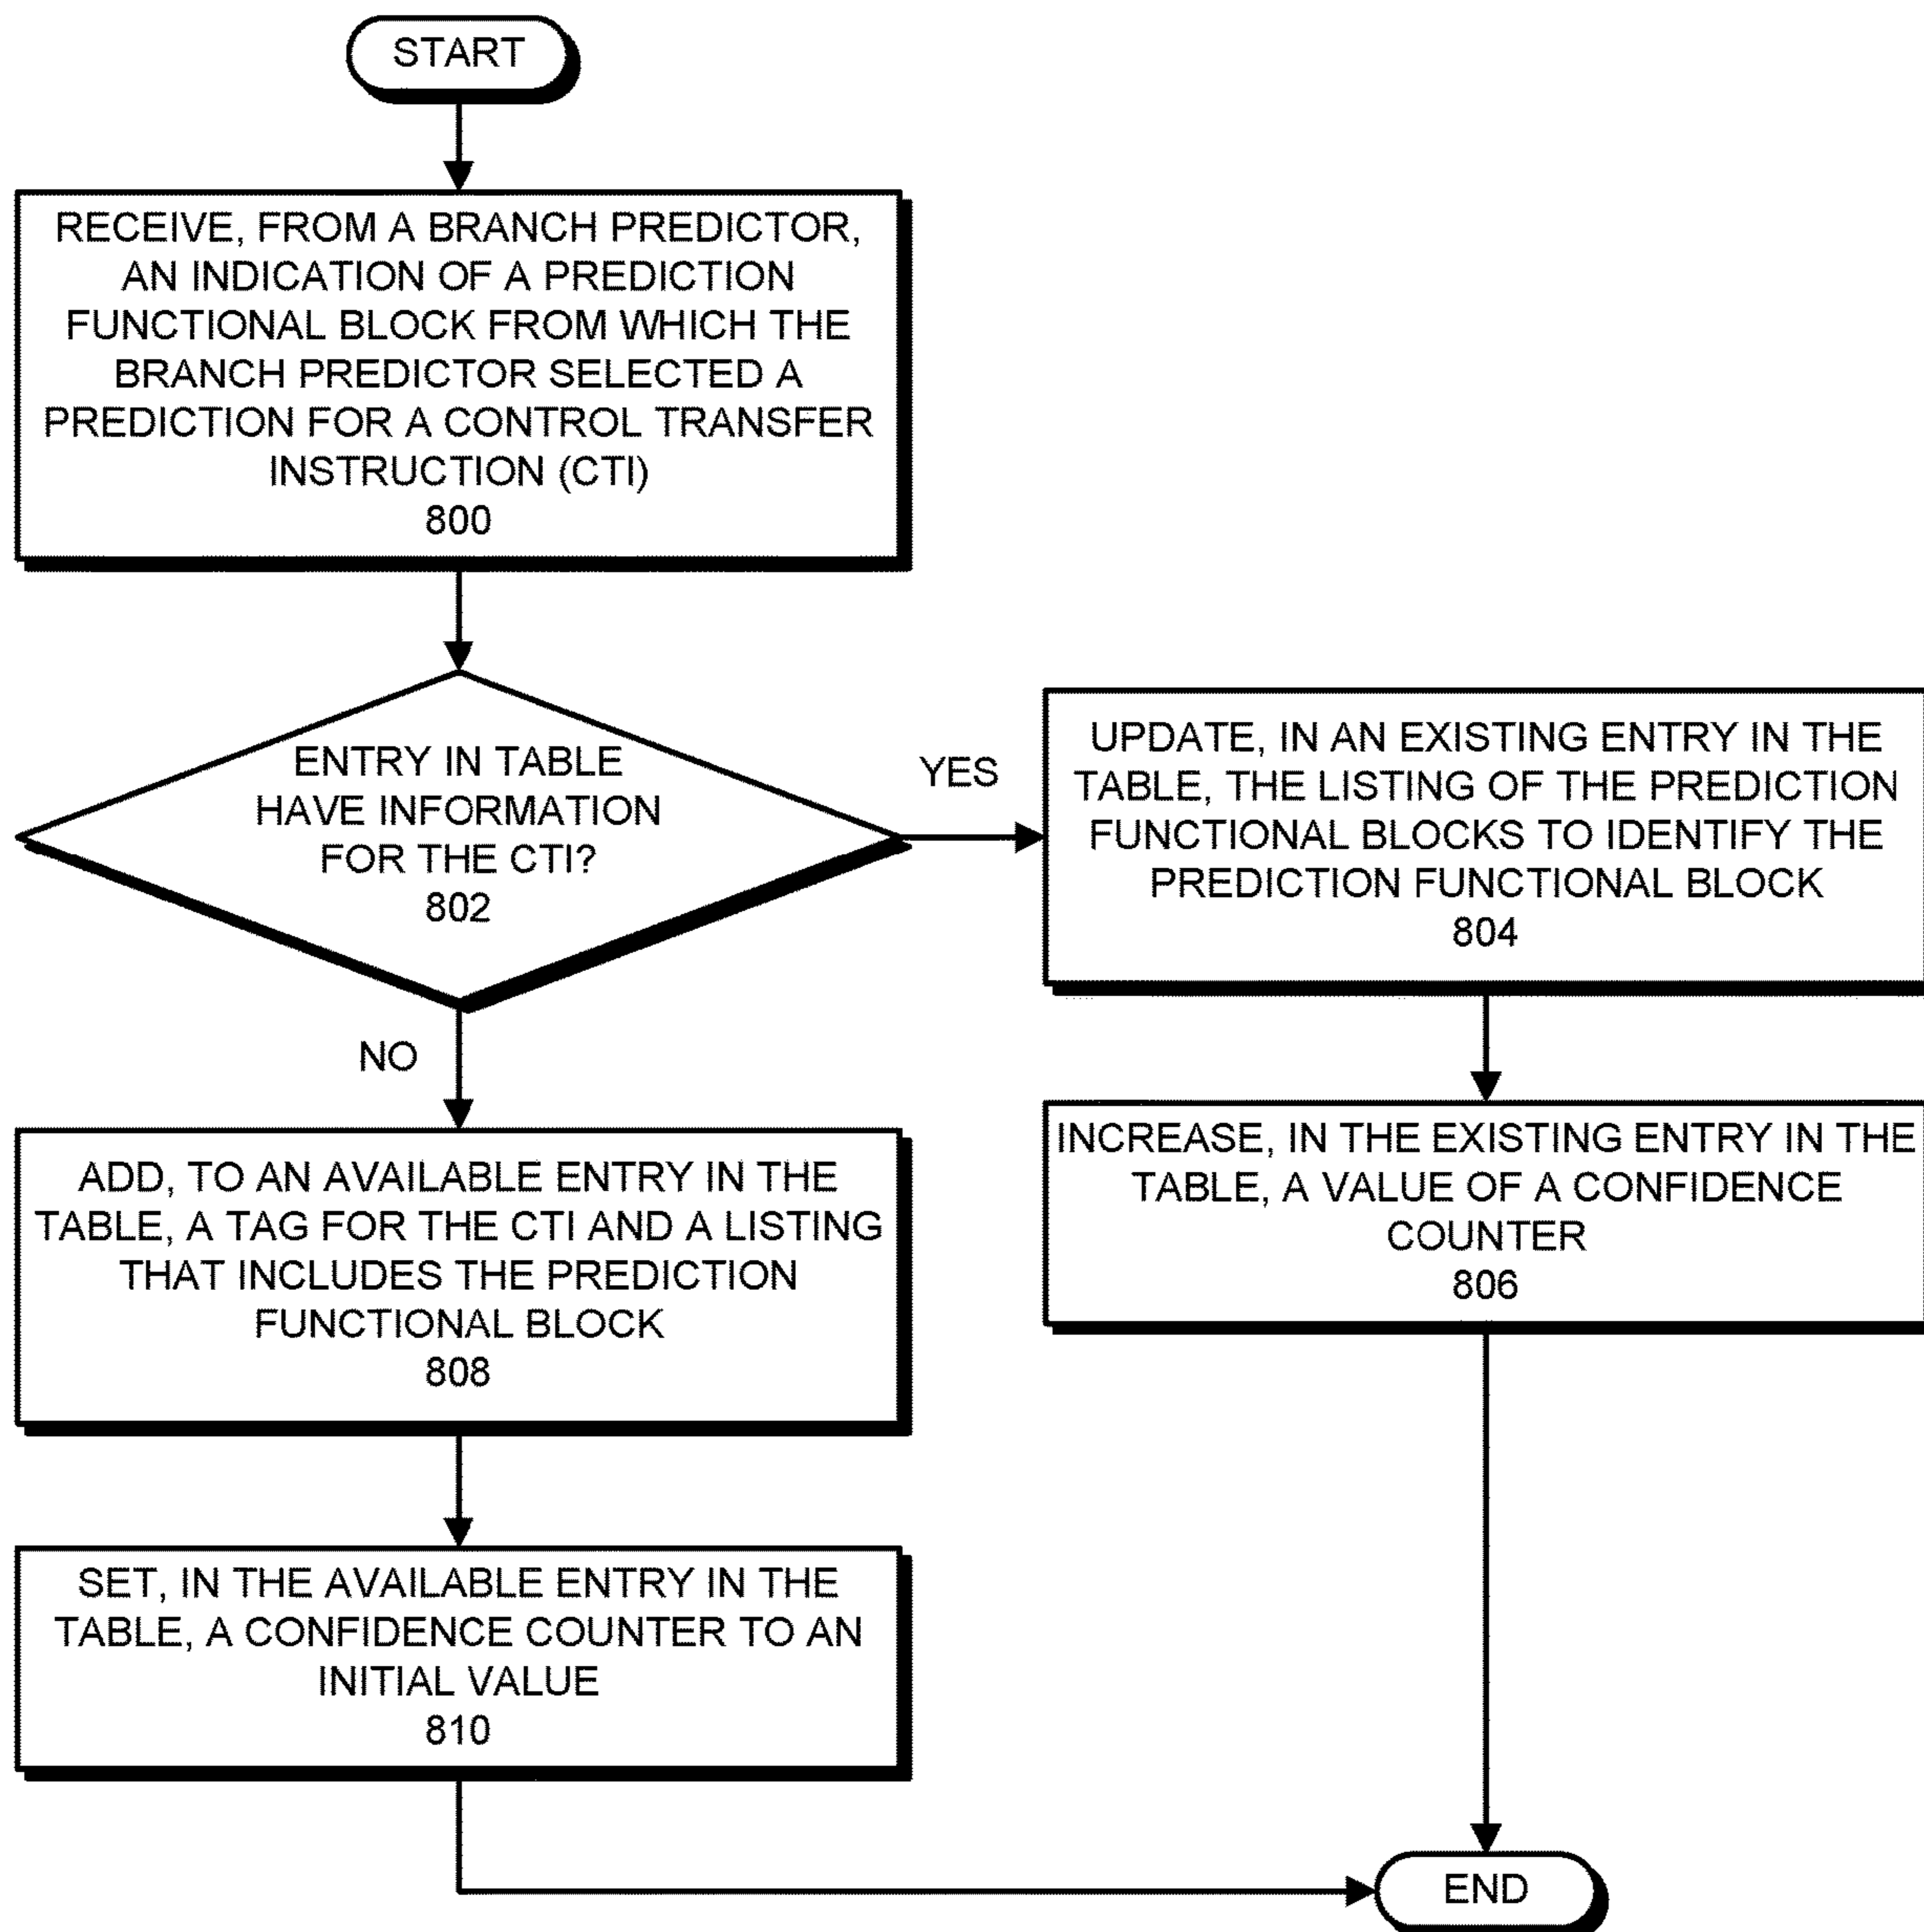 START
RECEIVE, FROM A BRANCH PREDICTOR,
AN INDICATION OF A PREDICTION
FUNCTIONAL BLOCK FROM WHICH THE
BRANCH PREDICTOR SELECTED A
PREDICTION FOR A CONTROL TRANSFER
INSTRUCTION (CTI)
800
ENTRY IN TABLE
HAVE INFORMATION
FOR THE CTI?
802
YES
UPDATE, IN AN EXISTING ENTRY IN THE
TABLE, THE LISTING OF THE PREDICTION
FUNCTIONAL BLOCKS TO IDENTIFY THE
PREDICTION FUNCTIONAL BLOCK
804
INCREASE, IN THE EXISTING ENTRY IN THE
TABLE, A VALUE OF A CONFIDENCE
COUNTER
806
NO
ADD, TO AN AVAILABLE ENTRY IN THE
TABLE, A TAG FOR THE CTI AND A LISTING
THAT INCLUDES THE PREDICTION
FUNCTIONAL BLOCK
808
SET, IN THE AVAILABLE ENTRY IN THE
TABLE, A CONFIDENCE COUNTER TO AN
INITIAL VALUE
810
END